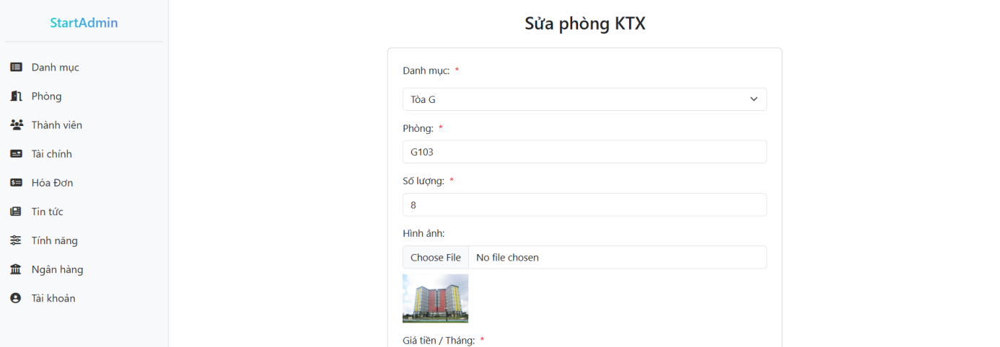 StartAdmin
Danh mục
Phòng
Thành viên
Tài chính
Hóa Đơn
Tin tức
Tính năng
Ngân hàng
Tài khoản
Sửa phòng KTX
Danh mục: *
Tòa G
Phòng: *
G103
Số lượng: *
8
Hình ảnh:
Choose File No file chosen
Giá tiền / Tháng: *